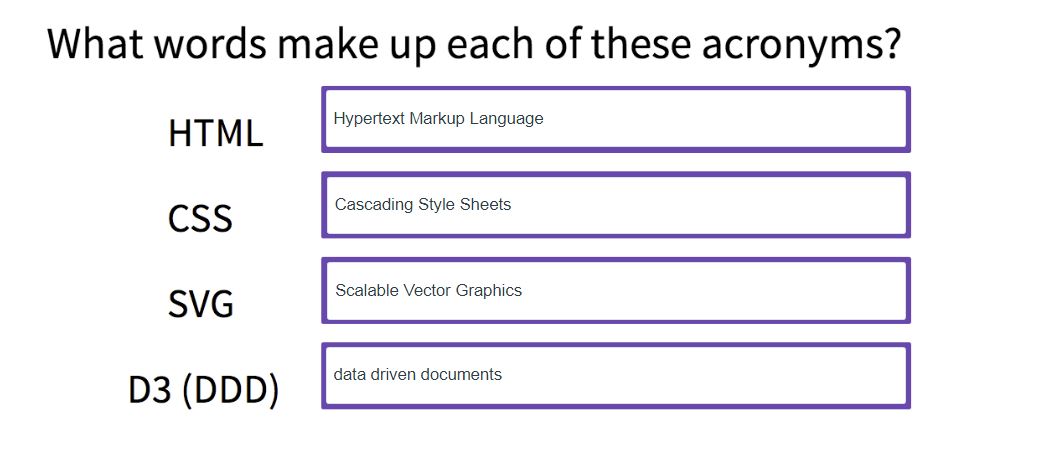 What words make up each of these acronyms?
HTML
Hypertext Markup Language
CSS
Cascading Style Sheets
SVG
Scalable Vector Graphics
D3 (DDD)
data driven documents